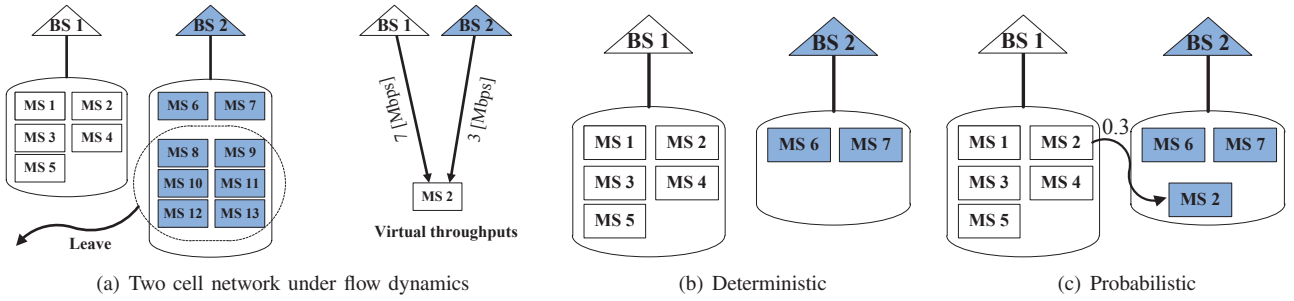 BS 1
BS 2
MS 1 MS 2
MS 3 MS 4
MS 5
MS 6 MS 7
MS 8 MS 9
MS 10 MS 11
MS 12 MS 13
Leave
BS 1
BS 2
7 [Mbps]
3 [Mbps]
MS 2
Virtual throughputs
(a) Two cell network under flow dynamics
BS 1
BS 2
MS 1 MS 2
MS 3 MS 4
MS 5
MS 6 MS 7
(b) Deterministic
BS 1
BS 2
MS 1 MS 2
MS 3 MS 4
MS 5
0.3
MS 6 MS 7
MS 2
(c) Probabilistic